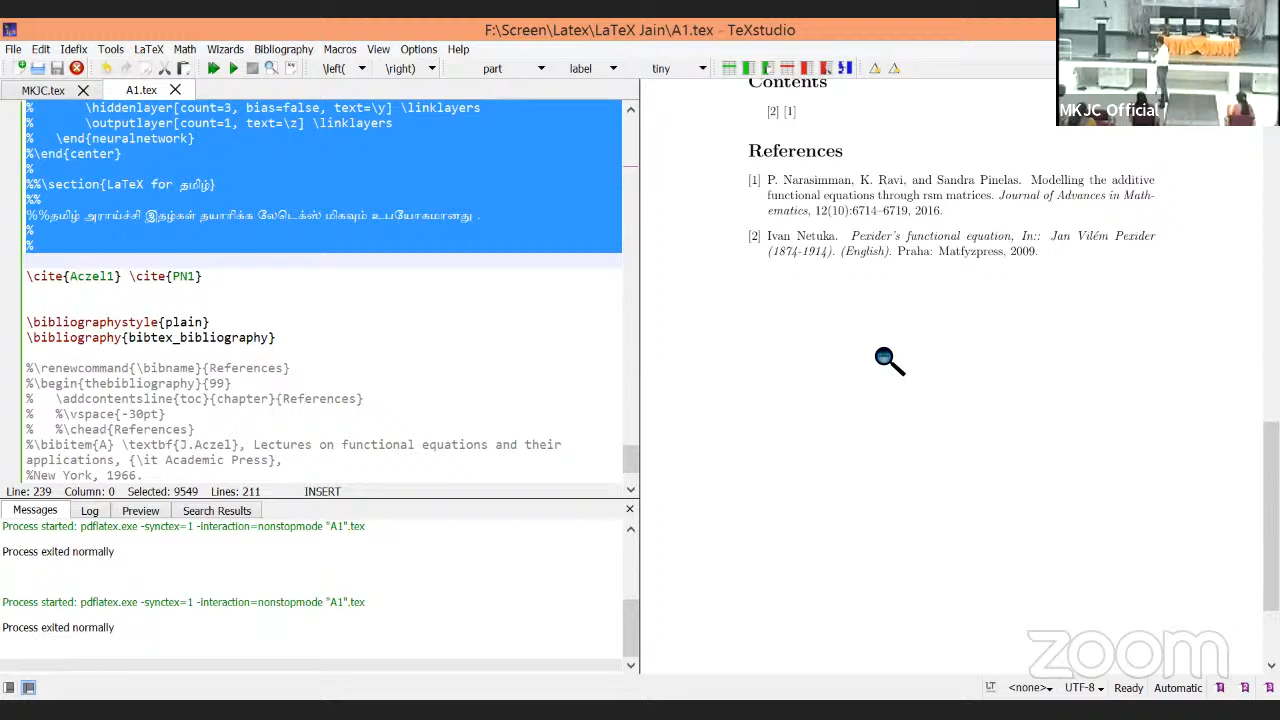 F:\Screen\Latex\LaTeX Jain\A1.tex - TeXstudio
File Edit Idefix Tools LaTeX Math Wizards Bibliography Macros View Options Help
\left( \right) part label tiny
MKJC.tex A1.tex
% \hiddenlayer[count=3, bias=false, text=\y] \linklayers
% \outputlayer[count=1, text=\z] \linklayers
% \end{neuralnetwork}
%\end{center}
%
%%\section{LaTeX for தமிழ்}
%%
%%தமிழ் அராய்ச்சி இதழ்கள் தயாரிக்க லேடெக்ஸ் மிகவும் உபயோகமானது .
%
%
\cite{Aczel1} \cite{PN1}
\bibliographystyle{plain}
\bibliography{bibtex_bibliography}
%\renewcommand{\bibname}{References}
%\begin{thebibliography}{99}
% \addcontentsline{toc}{chapter}{References}
% %\vspace{-30pt}
% %\chead{References}
%\bibitem{A} \textbf{J.Aczel}, Lectures on functional equations and their
applications, {\it Academic Press},
%New York, 1966.
Line: 239 Column: 0 Selected: 9549 Lines: 211 INSERT
Messages Log Preview Search Results
Process started: pdflatex.exe -synctex=1 -interaction=nonstopmode "A1".tex
Process exited normally
Process started: pdflatex.exe -synctex=1 -interaction=nonstopmode "A1".tex
Process exited normally
Contents
[2] [1]
References
[1] P. Narasimman, K. Ravi, and Sandra Pinelas. Modelling the additive
functional equations through rsm matrices. Journal of Advances in Math-
ematics, 12(10):6714–6719, 2016.
[2] Ivan Netuka. Pexider's functional equation, In:: Jan Vilém Pexider
(1874-1914). (English). Praha: Matfyzpress, 2009.
MKJC Official
zoom
LT <none> UTF-8 Ready Automatic